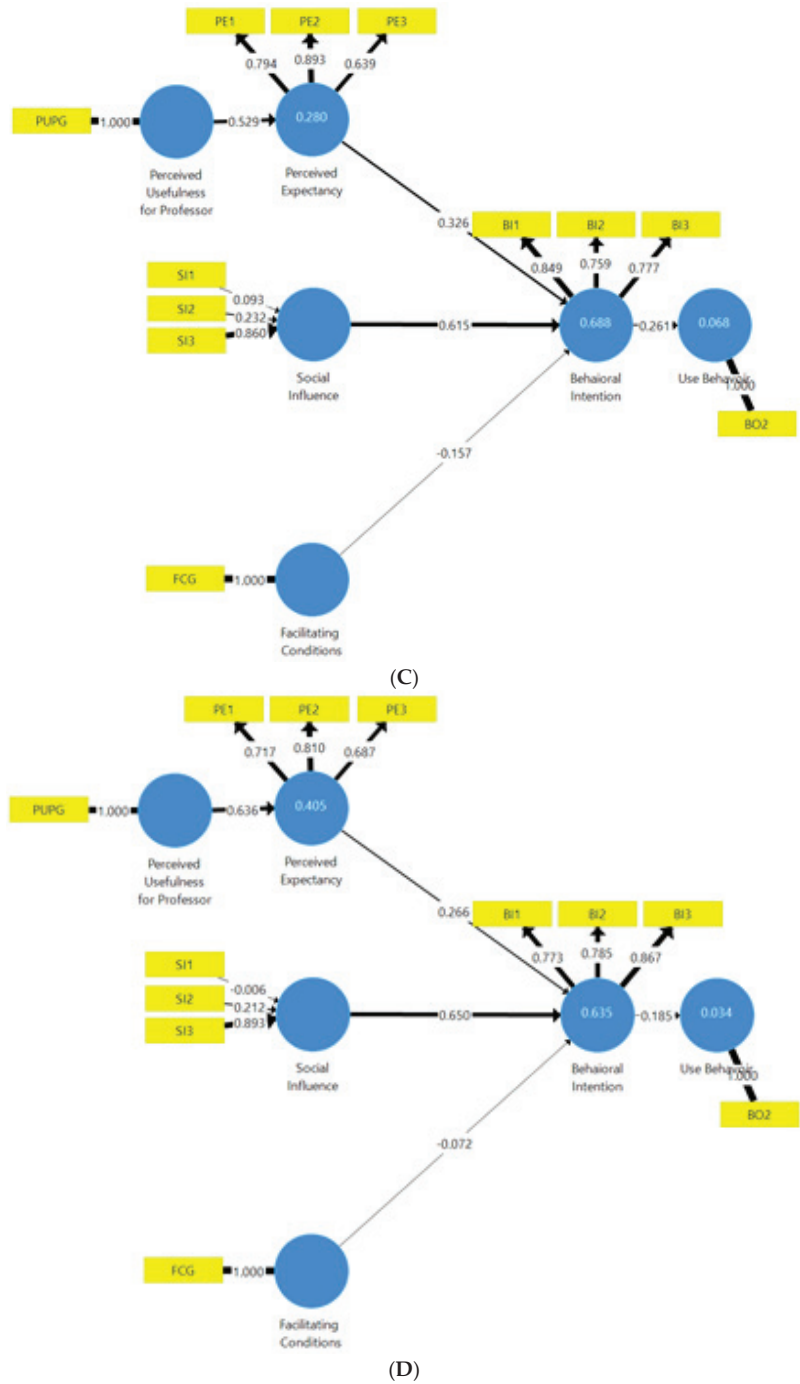 PE1 PE2 PE3
0.794 0.893 0.639
PUPG 1.000 0.529 0.280
Perceived
Usefulness
for Professor
Perceived
Expectancy
0.326
BI1 BI2 BI3
0.849 0.759 0.777
SI1
SI2
SI3
0.093
0.232
0.860
0.615
0.688
0.261
0.068
Social
Influence
Behaioral
Intention
Use Behavoir
1.000
BO2
-0.157
FCG 1.000
Facilitating
Conditions
(C)
PE1 PE2 PE3
0.717 0.810 0.687
PUPG 1.000 0.636 0.405
Perceived
Usefulness
for Professor
Perceived
Expectancy
0.266
BI1 BI2 BI3
0.773 0.785 0.867
SI1
SI2
SI3
-0.006
0.212
0.893
0.650
0.635
0.185
0.034
Social
Influence
Behaioral
Intention
Use Behavoir
1.000
BO2
-0.072
FCG 1.000
Facilitating
Conditions
(D)